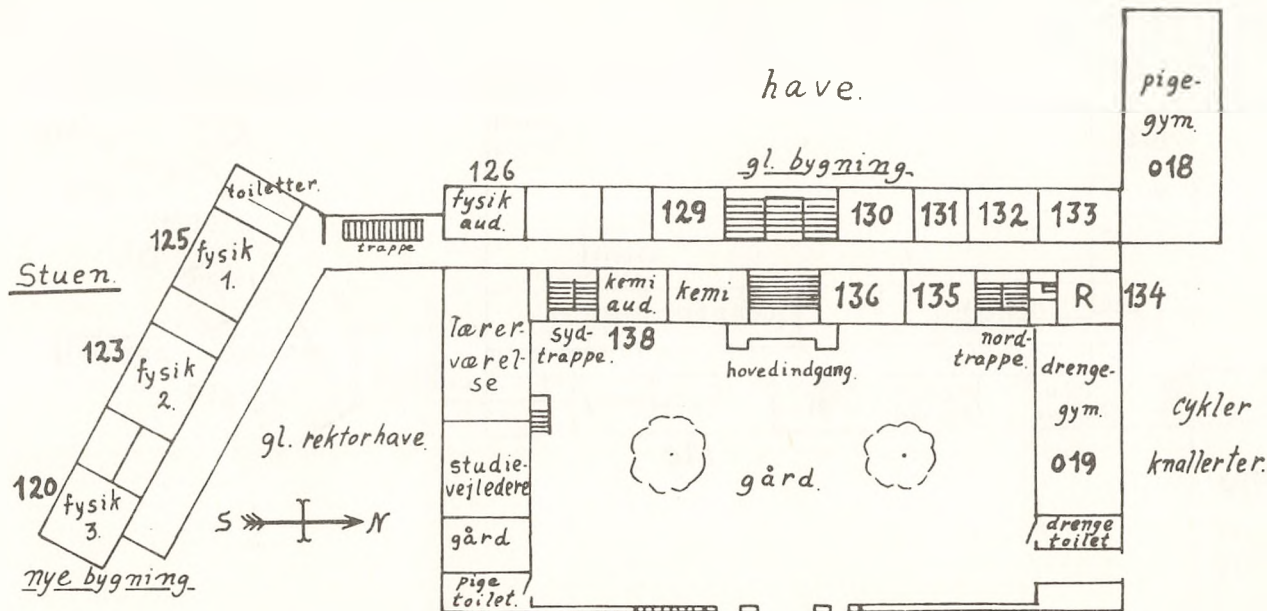 have.
gl. bygning.
pige-
gym.
018
126
fysik
aud.
129
130
131
132
133
toiletter.
trappe
125
fysik
1.
Stuen.
123
fysik
2.
120
fysik
3.
nye bygning.
gl. rektorhave.
S N
Lærer-
værel-
se
studie-
vejledere
gård
pige
toilet.
syd-
trappe.
kemi
aud.
138
kemi
hovedindgang.
136
135
nord-
trappe.
R
134
drenge-
gym.
019
drenge
toilet
gård.
cykler
knallerter.